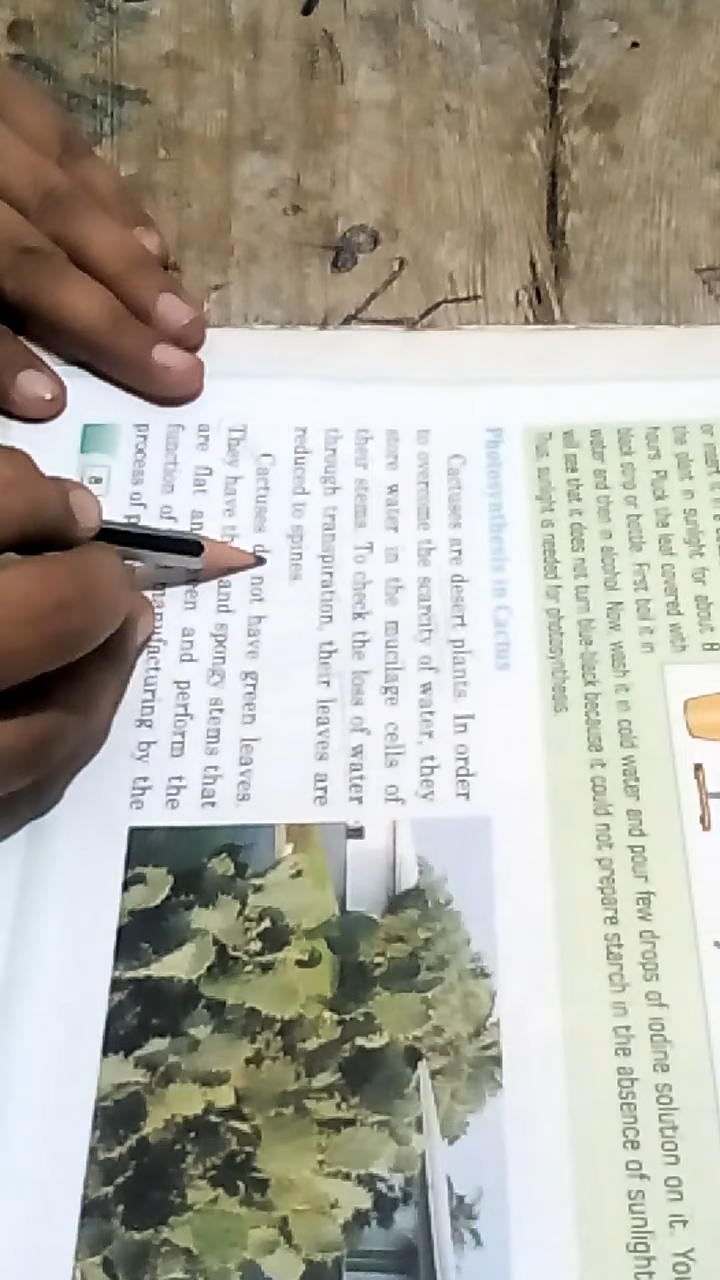 the plant in sunlight for about 8
hours. Pluck the leaf covered with
black strip or bottle. First boil it in
water and then in alcohol. Now, wash it in cold water and pour few drops of iodine solution on it. Yo
will see that it does not turn blue-black because it could not prepare starch in the absence of sunlight
Thus, sunlight is needed for photosynthesis.
Photosynthesis in Cactus
Cactuses are desert plants. In order
to overcome the scarcity of water, they
store water in the mucilage cells of
their stems. To check the loss of water
through transpiration, their leaves are
reduced to spines.
Cactuses do not have green leaves.
They have th and spongy stems that
are flat an en and perform the
function of manufacturing by the
process of p
8